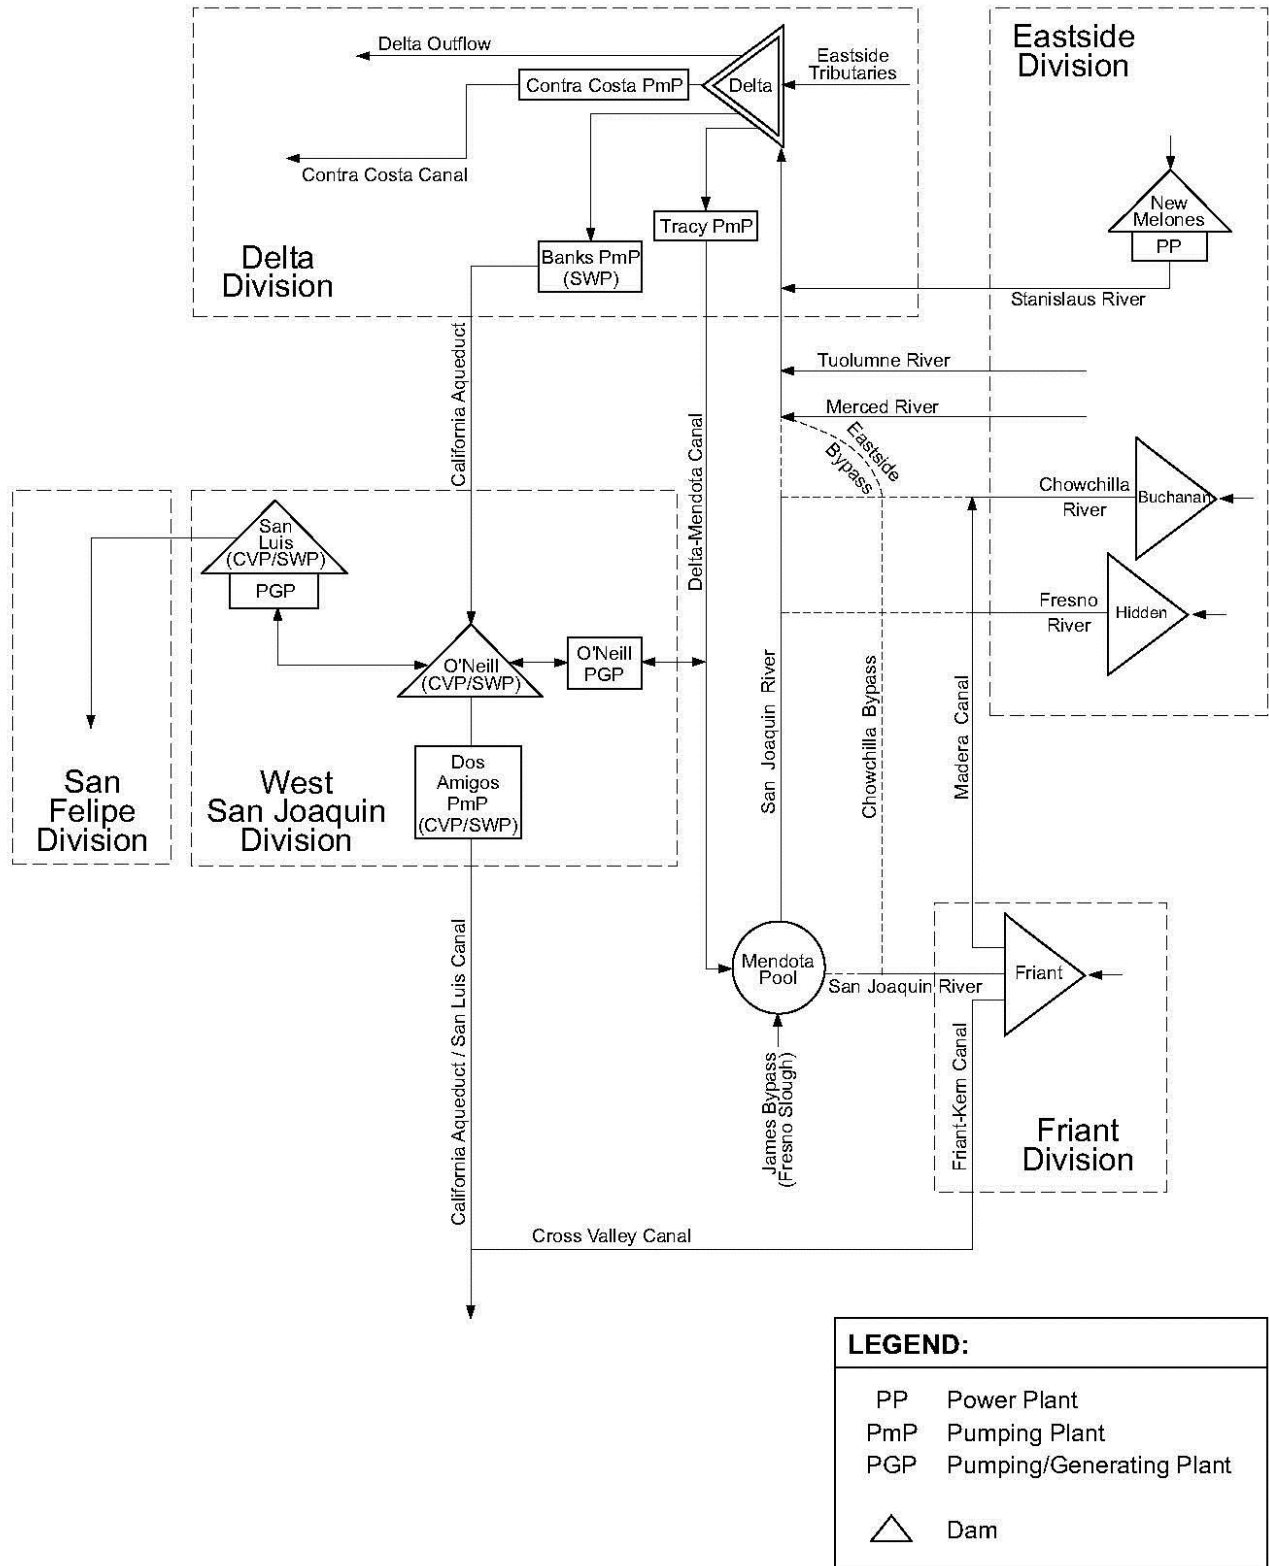 Delta Outflow
Eastside
Tributaries
Contra Costa PmP
Delta
Contra Costa Canal
Tracy PmP
Banks PmP
(SWP)
Delta
Division
Eastside
Division
New
Melones
PP
Stanislaus River
Tuolumne River
Merced River
Eastside
Bypass
Chowchilla
River
Buchanan
Fresno
River
Hidden
California Aqueduct
Delta-Mendota Canal
San
Luis
(CVP/SWP)
PGP
O'Neill
(CVP/SWP)
O'Neill
PGP
Dos
Amigos
PmP
(CVP/SWP)
San
Felipe
Division
West
San Joaquin
Division
San Joaquin River
Chowchilla Bypass
Madera Canal
Mendota
Pool
San Joaquin River
Friant
James Bypass
(Fresno Slough)
Friant-Kern Canal
Friant
Division
California Aqueduct / San Luis Canal
Cross Valley Canal
LEGEND:
PP Power Plant
PmP Pumping Plant
PGP Pumping/Generating Plant
Dam